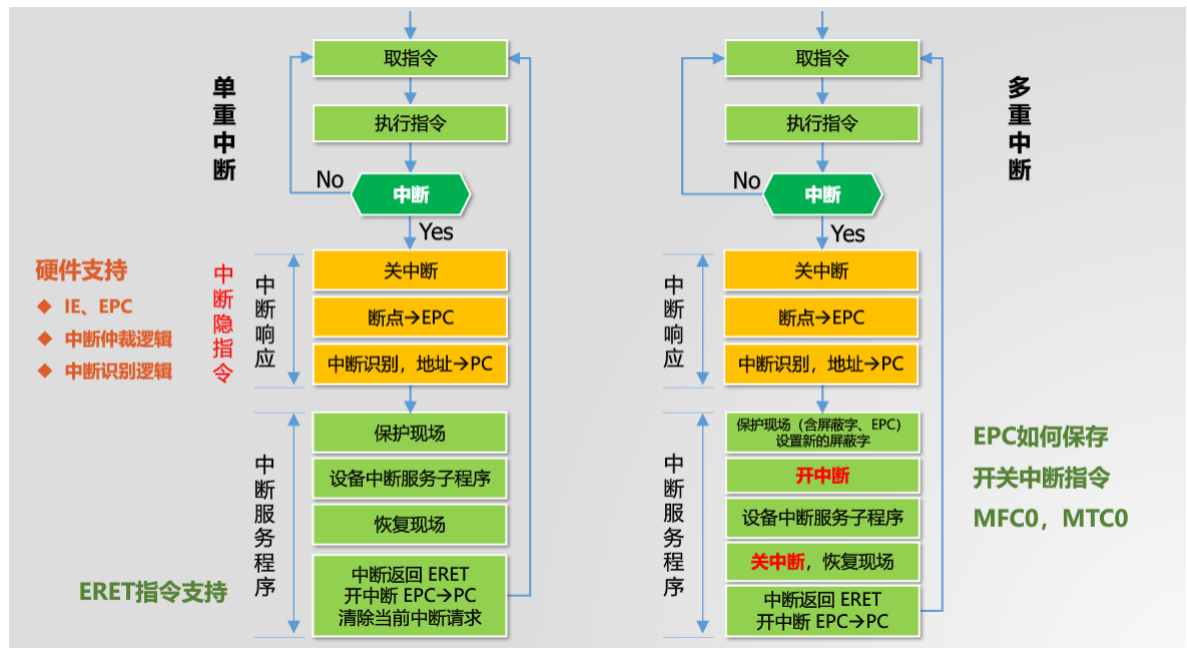 单重中断
取指令
执行指令
No
中断
Yes
硬件支持
◆ IE、EPC
◆ 中断仲裁逻辑
◆ 中断识别逻辑
中断隐指令
中断响应
关中断
断点→EPC
中断识别，地址→PC
中断服务程序
保护现场
设备中断服务子程序
恢复现场
中断返回 ERET
开中断 EPC→PC
清除当前中断请求
ERET指令支持
多重中断
取指令
执行指令
No
中断
Yes
中断响应
关中断
断点→EPC
中断识别，地址→PC
中断服务程序
保护现场（含屏蔽字、EPC）
设置新的屏蔽字
开中断
设备中断服务子程序
关中断，恢复现场
中断返回 ERET
开中断 EPC→PC
EPC如何保存
开关中断指令
MFC0，MTC0